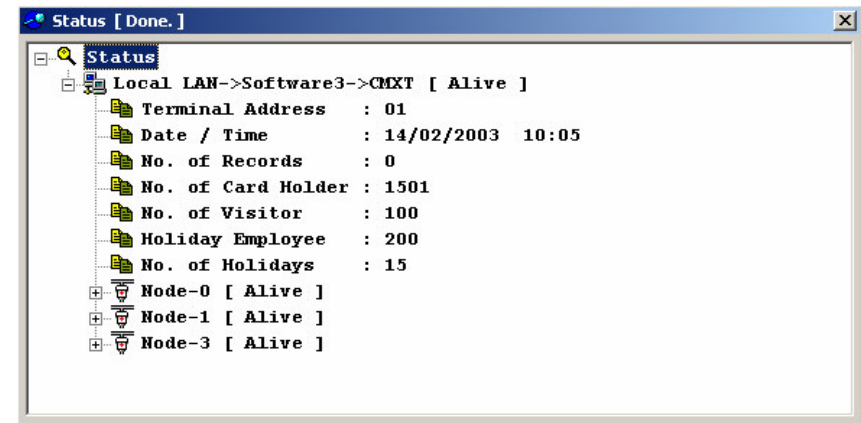 Status [ Done. ]
Status
Local LAN->Software3->CMXT [ Alive ]
Terminal Address : 01
Date / Time : 14/02/2003 10:05
No. of Records : 0
No. of Card Holder : 1501
No. of Visitor : 100
Holiday Employee : 200
No. of Holidays : 15
Node-0 [ Alive ]
Node-1 [ Alive ]
Node-3 [ Alive ]